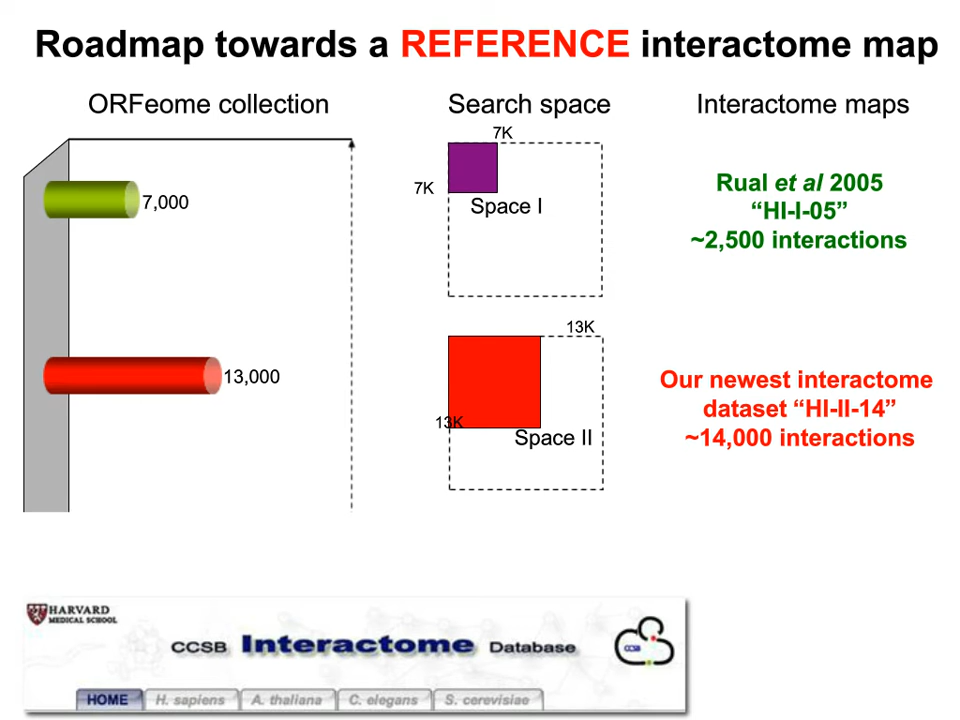 Roadmap towards a REFERENCE interactome map
ORFeome collection
Search space
Interactome maps
7K
7K
7,000
Space I
Rual et al 2005
“HI-I-05”
~2,500 interactions
13K
13,000
13K
Space II
Our newest interactome
dataset “HI-II-14”
~14,000 interactions
HARVARD
MEDICAL SCHOOL
CCSB Interactome Database
CCSB
HOME
H. sapiens
A. thaliana
C. elegans
S. cerevisiae